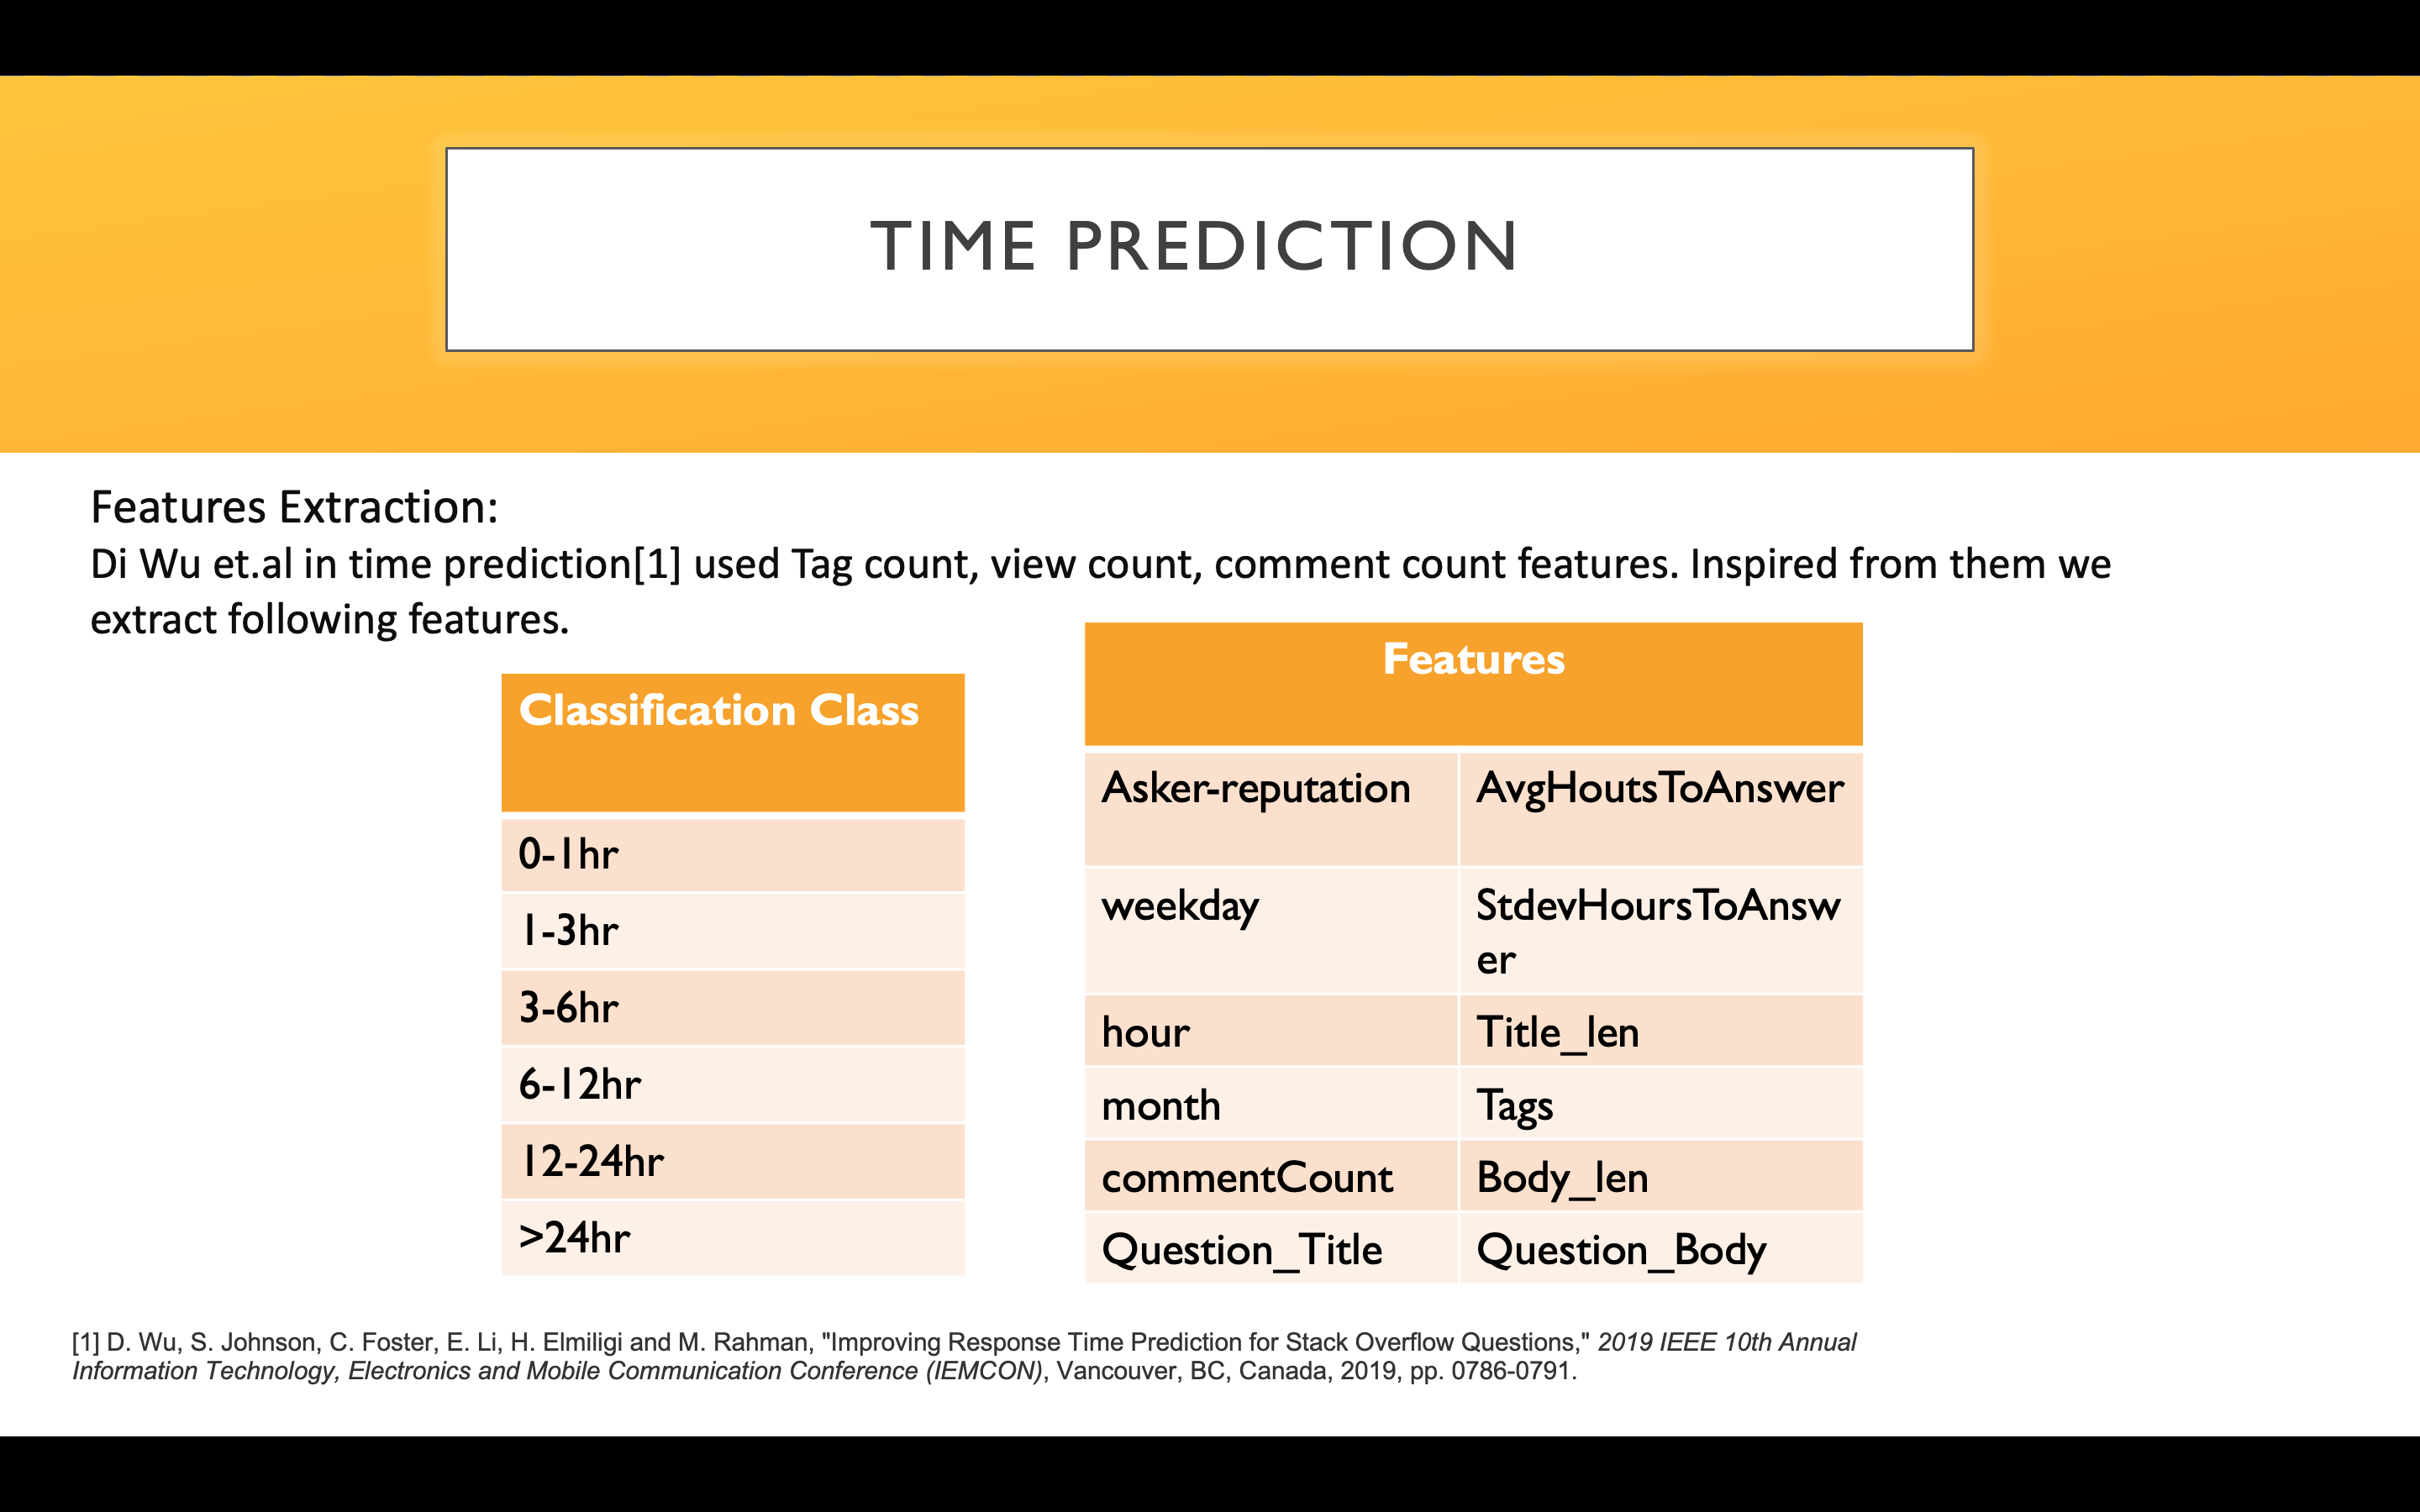 TIME PREDICTION
Features Extraction:
Di Wu et.al in time prediction[1] used Tag count, view count, comment count features. Inspired from them we
extract following features.
Classification Class
0-1hr
1-3hr
3-6hr
6-12hr
12-24hr
>24hr
Features
Asker-reputation AvgHoutsToAnswer
weekday StdevHoursToAnsw
er
hour Title_len
month Tags
commentCount Body_len
Question_Title Question_Body
[1] D. Wu, S. Johnson, C. Foster, E. Li, H. Elmiligi and M. Rahman, "Improving Response Time Prediction for Stack Overflow Questions," 2019 IEEE 10th Annual
Information Technology, Electronics and Mobile Communication Conference (IEMCON), Vancouver, BC, Canada, 2019, pp. 0786-0791.